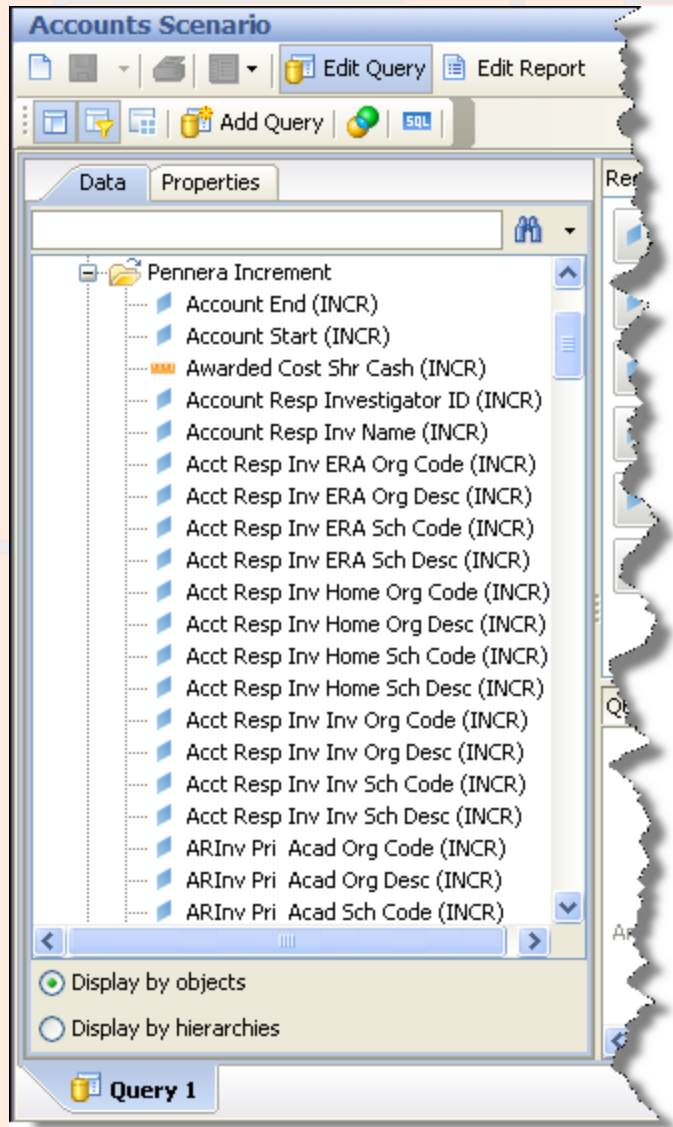 Accounts Scenario
Edit Query Edit Report
Add Query SQL
Data Properties
Pennera Increment
Account End (INCR)
Account Start (INCR)
Awarded Cost Shr Cash (INCR)
Account Resp Investigator ID (INCR)
Account Resp Inv Name (INCR)
Acct Resp Inv ERA Org Code (INCR)
Acct Resp Inv ERA Org Desc (INCR)
Acct Resp Inv ERA Sch Code (INCR)
Acct Resp Inv ERA Sch Desc (INCR)
Acct Resp Inv Home Org Code (INCR)
Acct Resp Inv Home Org Desc (INCR)
Acct Resp Inv Home Sch Code (INCR)
Acct Resp Inv Home Sch Desc (INCR)
Acct Resp Inv Inv Org Code (INCR)
Acct Resp Inv Inv Org Desc (INCR)
Acct Resp Inv Inv Sch Code (INCR)
Acct Resp Inv Inv Sch Desc (INCR)
ARInv Pri Acad Org Code (INCR)
ARInv Pri Acad Org Desc (INCR)
ARInv Pri Acad Sch Code (INCR)
Display by objects
Display by hierarchies
Query 1